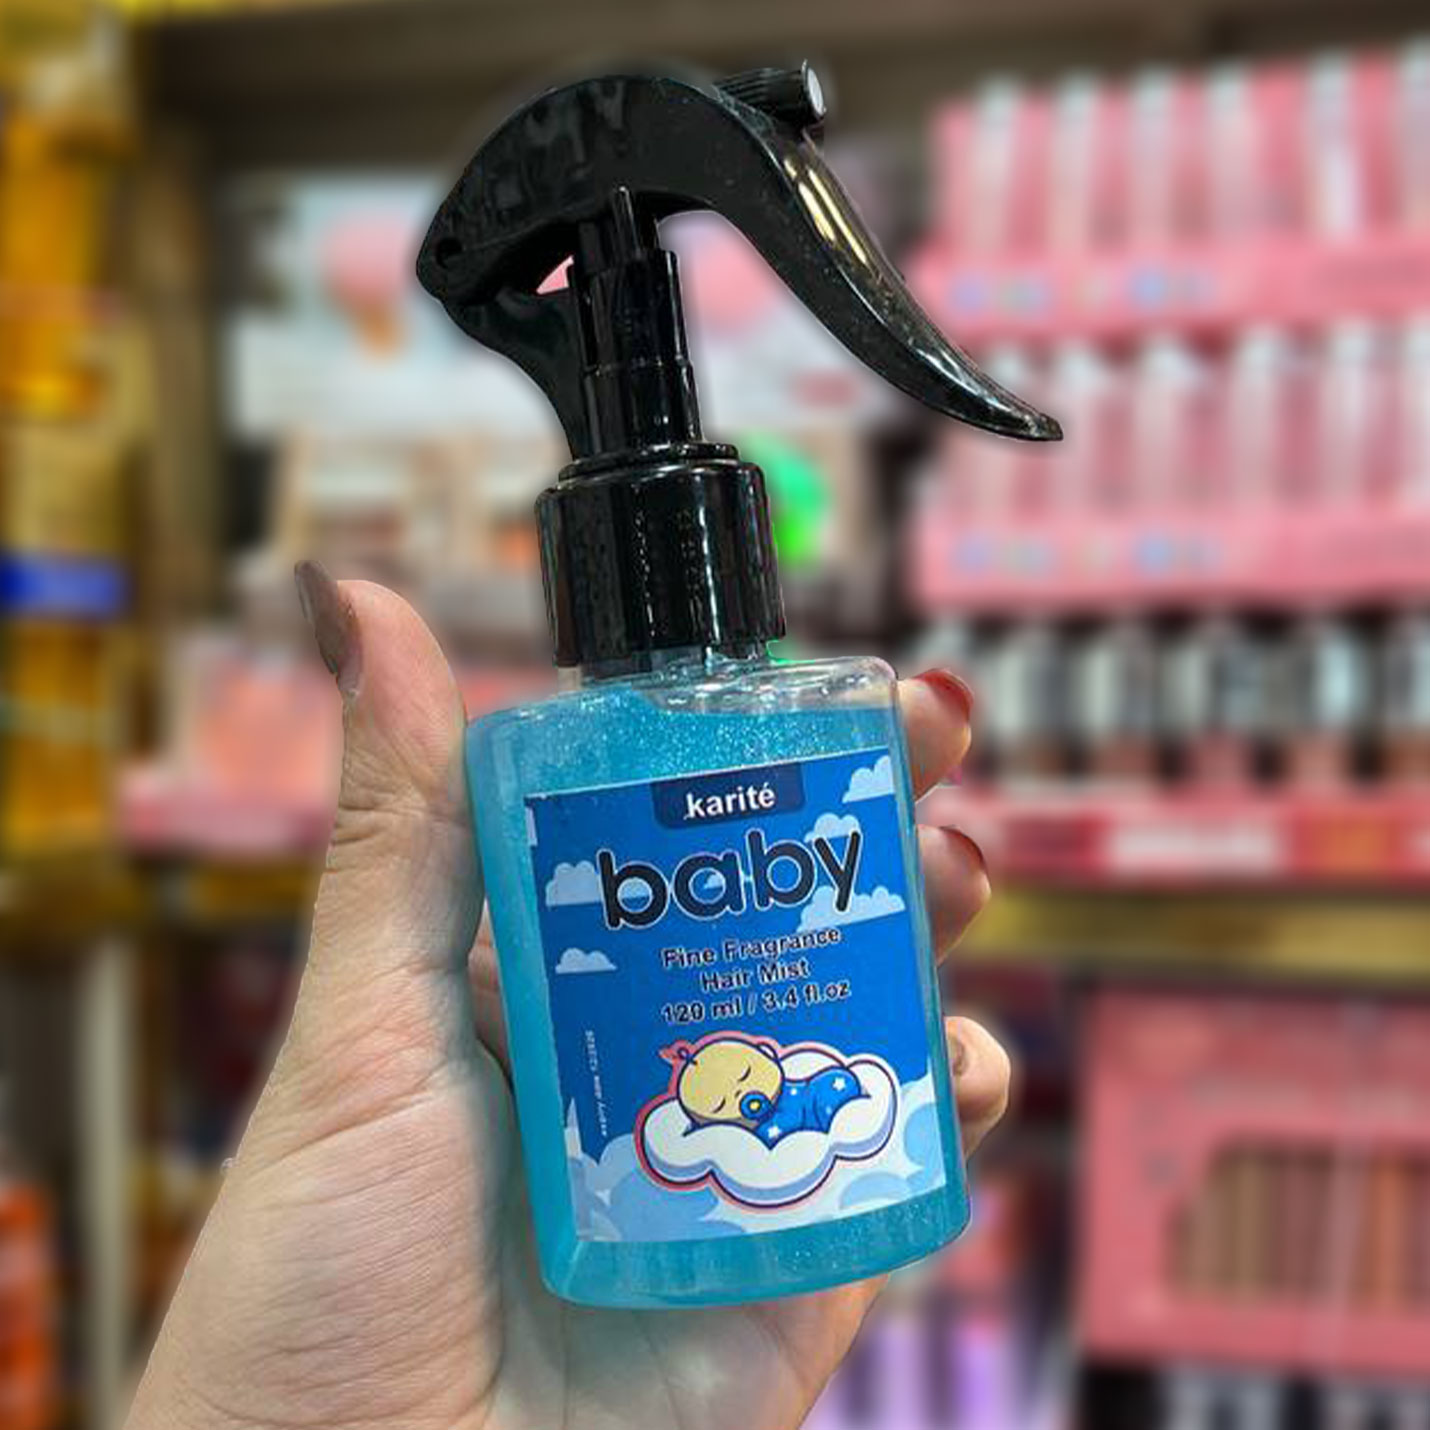 karité
baby
Fine Fragrance
Hair Mist
120 ml / 3.4 fl.oz